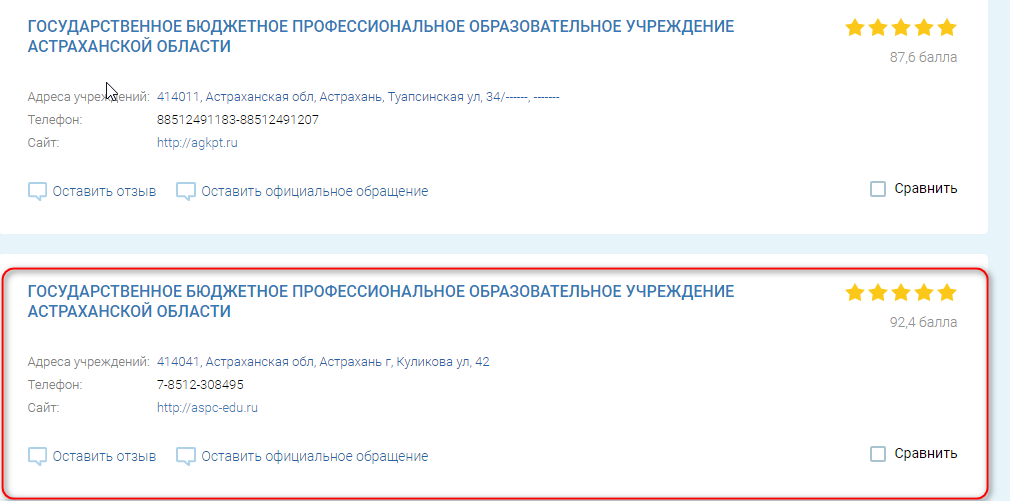 ГОСУДАРСТВЕННОЕ БЮДЖЕТНОЕ ПРОФЕССИОНАЛЬНОЕ ОБРАЗОВАТЕЛЬНОЕ УЧРЕЖДЕНИЕ
АСТРАХАНСКОЙ ОБЛАСТИ
87,6 балла
Адреса учреждений: 414011, Астраханская обл, Астрахань, Туапсинская ул, 34/------, -------
Телефон: 88512491183-88512491207
Сайт: http://agkpt.ru
Оставить отзыв Оставить официальное обращение Сравнить
ГОСУДАРСТВЕННОЕ БЮДЖЕТНОЕ ПРОФЕССИОНАЛЬНОЕ ОБРАЗОВАТЕЛЬНОЕ УЧРЕЖДЕНИЕ
АСТРАХАНСКОЙ ОБЛАСТИ
92,4 балла
Адреса учреждений: 414041, Астраханская обл, Астрахань г, Куликова ул, 42
Телефон: 7-8512-308495
Сайт: http://aspc-edu.ru
Оставить отзыв Оставить официальное обращение Сравнить